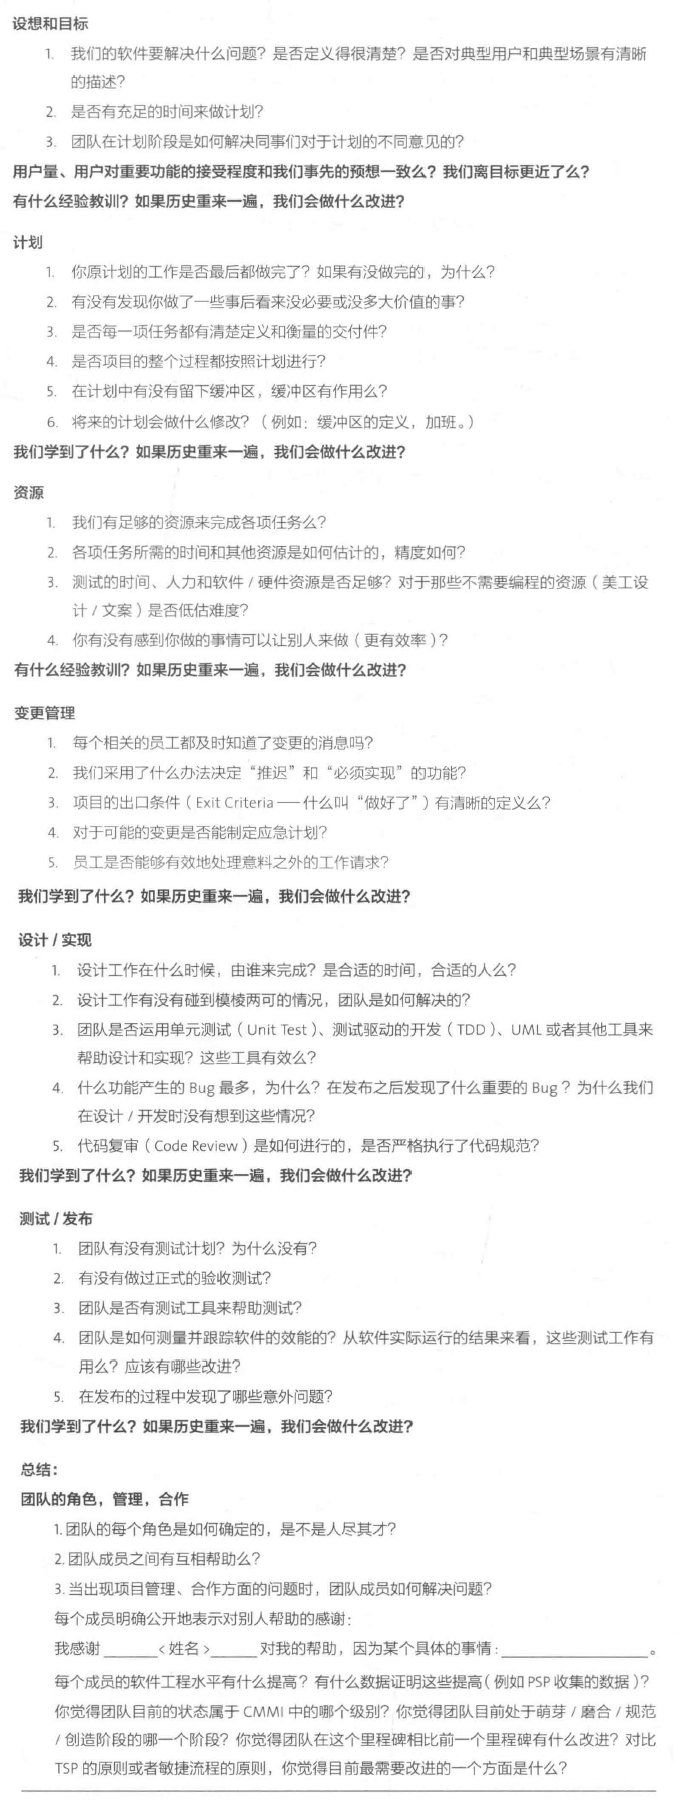 设想和目标
1. 我们的软件要解决什么问题？是否定义得很清楚？是否对典型用户和典型场景有清晰
的描述？
2. 是否有充足的时间来做计划？
3. 团队在计划阶段是如何解决同事们对于计划的不同意见的？
用户量、用户对重要功能的接受程度和我们事先的预想一致么？我们离目标更近了么？
有什么经验教训？如果历史重来一遍，我们会做什么改进？
计划
1. 你原计划的工作是否最后都做完了？如果有没做完的，为什么？
2. 有没有发现你做了一些事后看来没必要或没多大价值的事？
3. 是否每一项任务都有清楚定义和衡量的交付件？
4. 是否项目的整个过程都按照计划进行？
5. 在计划中有没有留下缓冲区，缓冲区有作用么？
6. 将来的计划会做什么修改？（例如：缓冲区的定义，加班。）
我们学到了什么？如果历史重来一遍，我们会做什么改进？
资源
1. 我们有足够的资源来完成各项任务么？
2. 各项任务所需的时间和其他资源是如何估计的，精度如何？
3. 测试的时间、人力和软件 / 硬件资源是否足够？对于那些不需要编程的资源（美工设
计 / 文案）是否低估难度？
4. 你有没有感到你做的事情可以让别人来做（更有效率）？
有什么经验教训？如果历史重来一遍，我们会做什么改进？
变更管理
1. 每个相关的员工都及时知道了变更的消息吗？
2. 我们采用了什么办法决定“推迟”和“必须实现”的功能？
3. 项目的出口条件（Exit Criteria —— 什么叫“做好了”）有清晰的定义么？
4. 对于可能的变更是否能制定应急计划？
5. 员工是否能够有效地处理意料之外的工作请求？
我们学到了什么？如果历史重来一遍，我们会做什么改进？
设计 / 实现
1. 设计工作在什么时候，由谁来完成？是合适的时间，合适的人么？
2. 设计工作有没有碰到模棱两可的情况，团队是如何解决的？
3. 团队是否运用单元测试（Unit Test）、测试驱动的开发（TDD）、UML 或者其他工具来
帮助设计和实现？这些工具有效么？
4. 什么功能产生的 Bug 最多，为什么？在发布之后发现了什么重要的 Bug？为什么我们
在设计 / 开发时没有想到这些情况？
5. 代码复审（Code Review）是如何进行的，是否严格执行了代码规范？
我们学到了什么？如果历史重来一遍，我们会做什么改进？
测试 / 发布
1. 团队有没有测试计划？为什么没有？
2. 有没有做过正式的验收测试？
3. 团队是否有测试工具来帮助测试？
4. 团队是如何测量并跟踪软件的效能的？从软件实际运行的结果来看，这些测试工作有
用么？应该有哪些改进？
5. 在发布的过程中发现了哪些意外问题？
我们学到了什么？如果历史重来一遍，我们会做什么改进？
总结：
团队的角色，管理，合作
1. 团队的每个角色是如何确定的，是不是人尽其才？
2. 团队成员之间有互相帮助么？
3. 当出现项目管理、合作方面的问题时，团队成员如何解决问题？
每个成员明确公开地表示对别人帮助的感谢：
我感谢 ______< 姓名 >______ 对我的帮助，因为某个具体的事情：________________。
每个成员的软件工程水平有什么提高？有什么数据证明这些提高（例如 PSP 收集的数据）？
你觉得团队目前的状态属于 CMMI 中的哪个级别？你觉得团队目前处于萌芽 / 磨合 / 规范
/ 创造阶段的哪一个阶段？你觉得团队在这个里程碑相比前一个里程碑有什么改进？对比
TSP 的原则或者敏捷流程的原则，你觉得目前最需要改进的一个方面是什么？